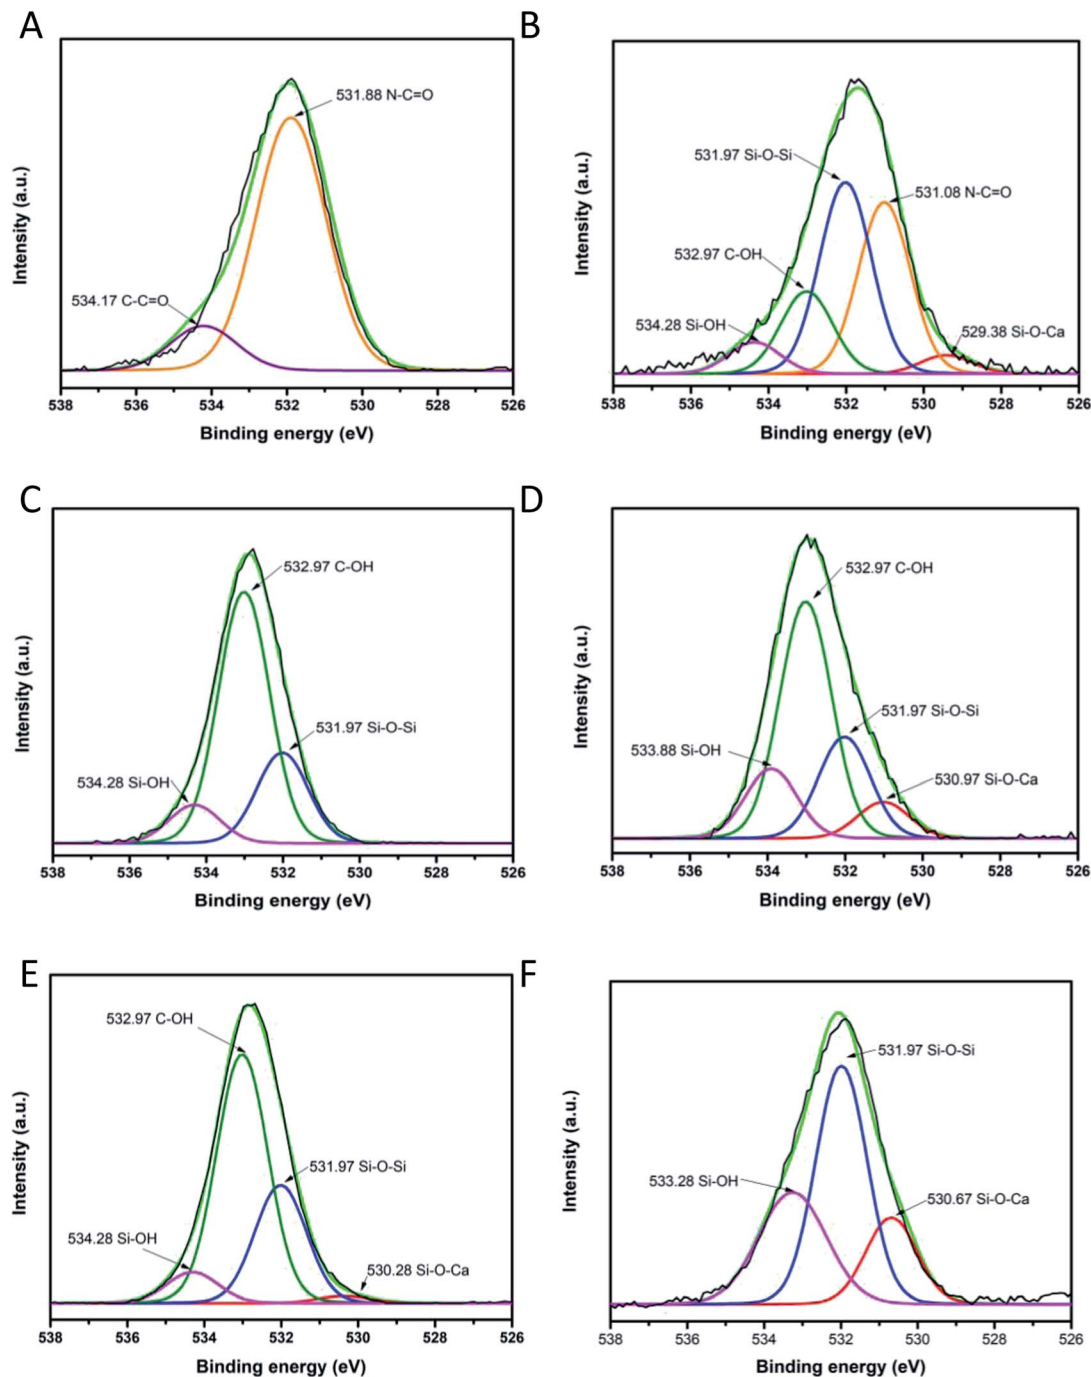 A
531.88 N-C=O
534.17 C-C=O
Intensity (a.u.)
538 536 534 532 530 528 526
Binding energy (eV)
B
531.97 Si-O-Si
531.08 N-C=O
532.97 C-OH
534.28 Si-OH
529.38 Si-O-Ca
Intensity (a.u.)
538 536 534 532 530 528 526
Binding energy (eV)
C
532.97 C-OH
531.97 Si-O-Si
534.28 Si-OH
Intensity (a.u.)
538 536 534 532 530 528 526
Binding energy (eV)
D
532.97 C-OH
531.97 Si-O-Si
533.88 Si-OH
530.97 Si-O-Ca
Intensity (a.u.)
538 536 534 532 530 528 526
Binding energy (eV)
E
532.97 C-OH
531.97 Si-O-Si
534.28 Si-OH
530.28 Si-O-Ca
Intensity (a.u.)
538 536 534 532 530 528 526
Binding energy (eV)
F
531.97 Si-O-Si
533.28 Si-OH
530.67 Si-O-Ca
Intensity (a.u.)
538 536 534 532 530 528 526
Binding energy (eV)